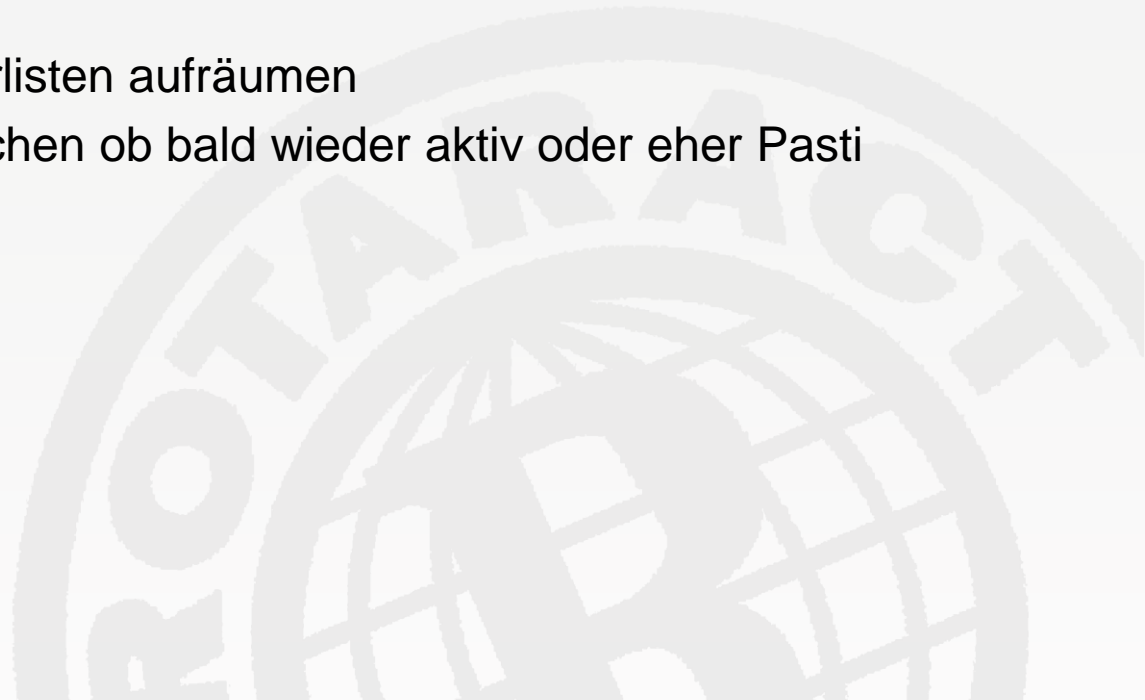 rlisten aufräumen
chen ob bald wieder aktiv oder eher Pasti
ROTARACT
R